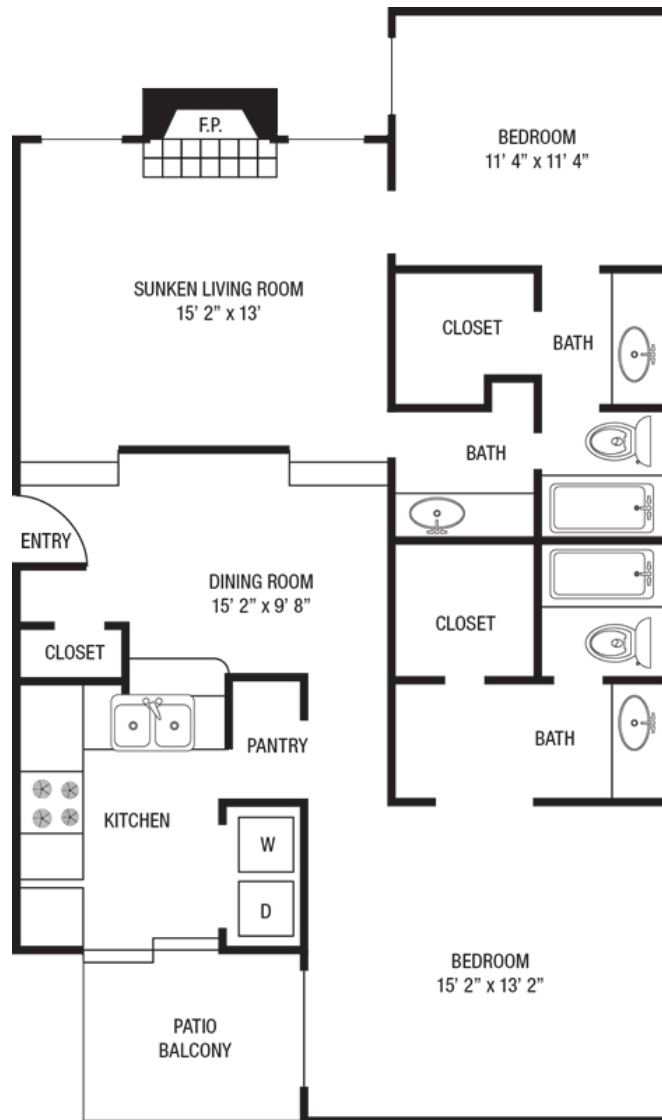 F.P.
BEDROOM
11’ 4” x 11’ 4”
SUNKEN LIVING ROOM
15’ 2” x 13’
CLOSET
BATH
BATH
ENTRY
DINING ROOM
15’ 2” x 9’ 8”
CLOSET
CLOSET
PANTRY
BATH
KITCHEN
W
D
BEDROOM
15’ 2” x 13’ 2”
PATIO
BALCONY